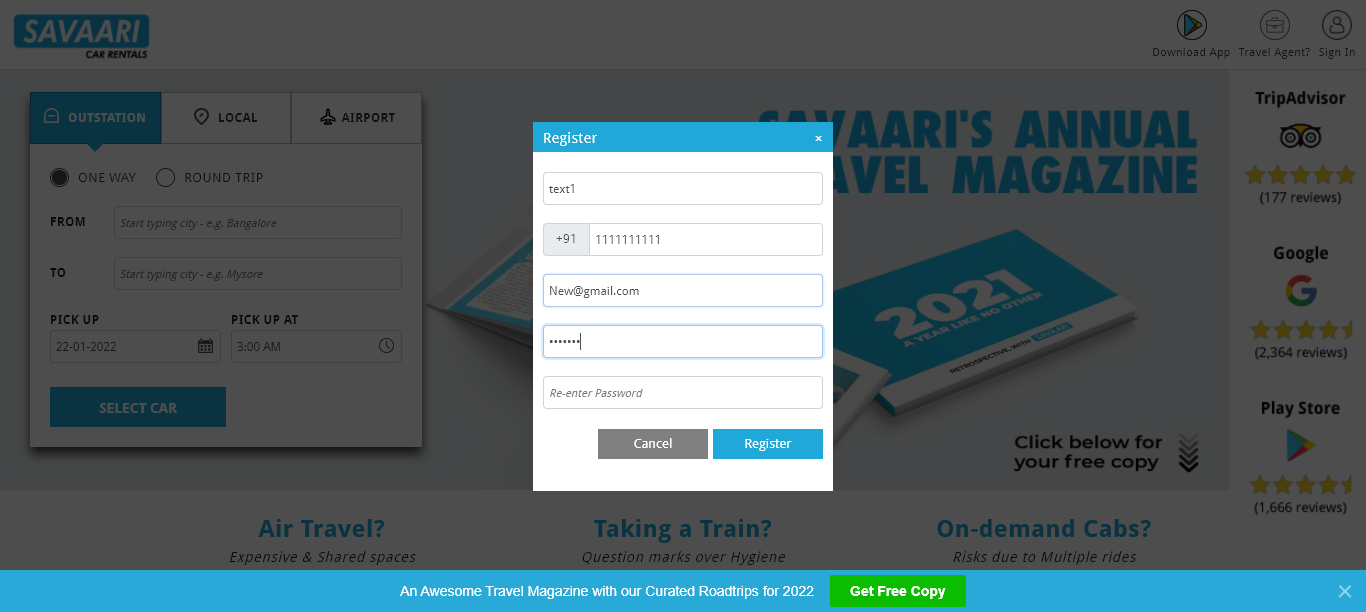 SAVAARI
CAR RENTALS
Download App
Travel Agent?
Sign In
OUTSTATION
LOCAL
AIRPORT
ONE WAY
ROUND TRIP
FROM
Start typing city - e.g. Bangalore
TO
Start typing city - e.g. Mysore
PICK UP
PICK UP AT
22-01-2022
3:00 AM
SELECT CAR
SAVAARI'S ANNUAL
AVEL MAGAZINE
2021
A YEAR LIKE NO OTHER
RETROSPECTIVE WITH SAVAARI
Click below for
your free copy
Register
×
text1
+91
1111111111
New@gmail.com
•••••••
Re-enter Password
Cancel
Register
TripAdvisor
(177 reviews)
Google
(2,364 reviews)
Play Store
(1,666 reviews)
Air Travel?
Expensive & Shared spaces
Taking a Train?
Question marks over Hygiene
On-demand Cabs?
Risks due to Multiple rides
An Awesome Travel Magazine with our Curated Roadtrips for 2022
Get Free Copy